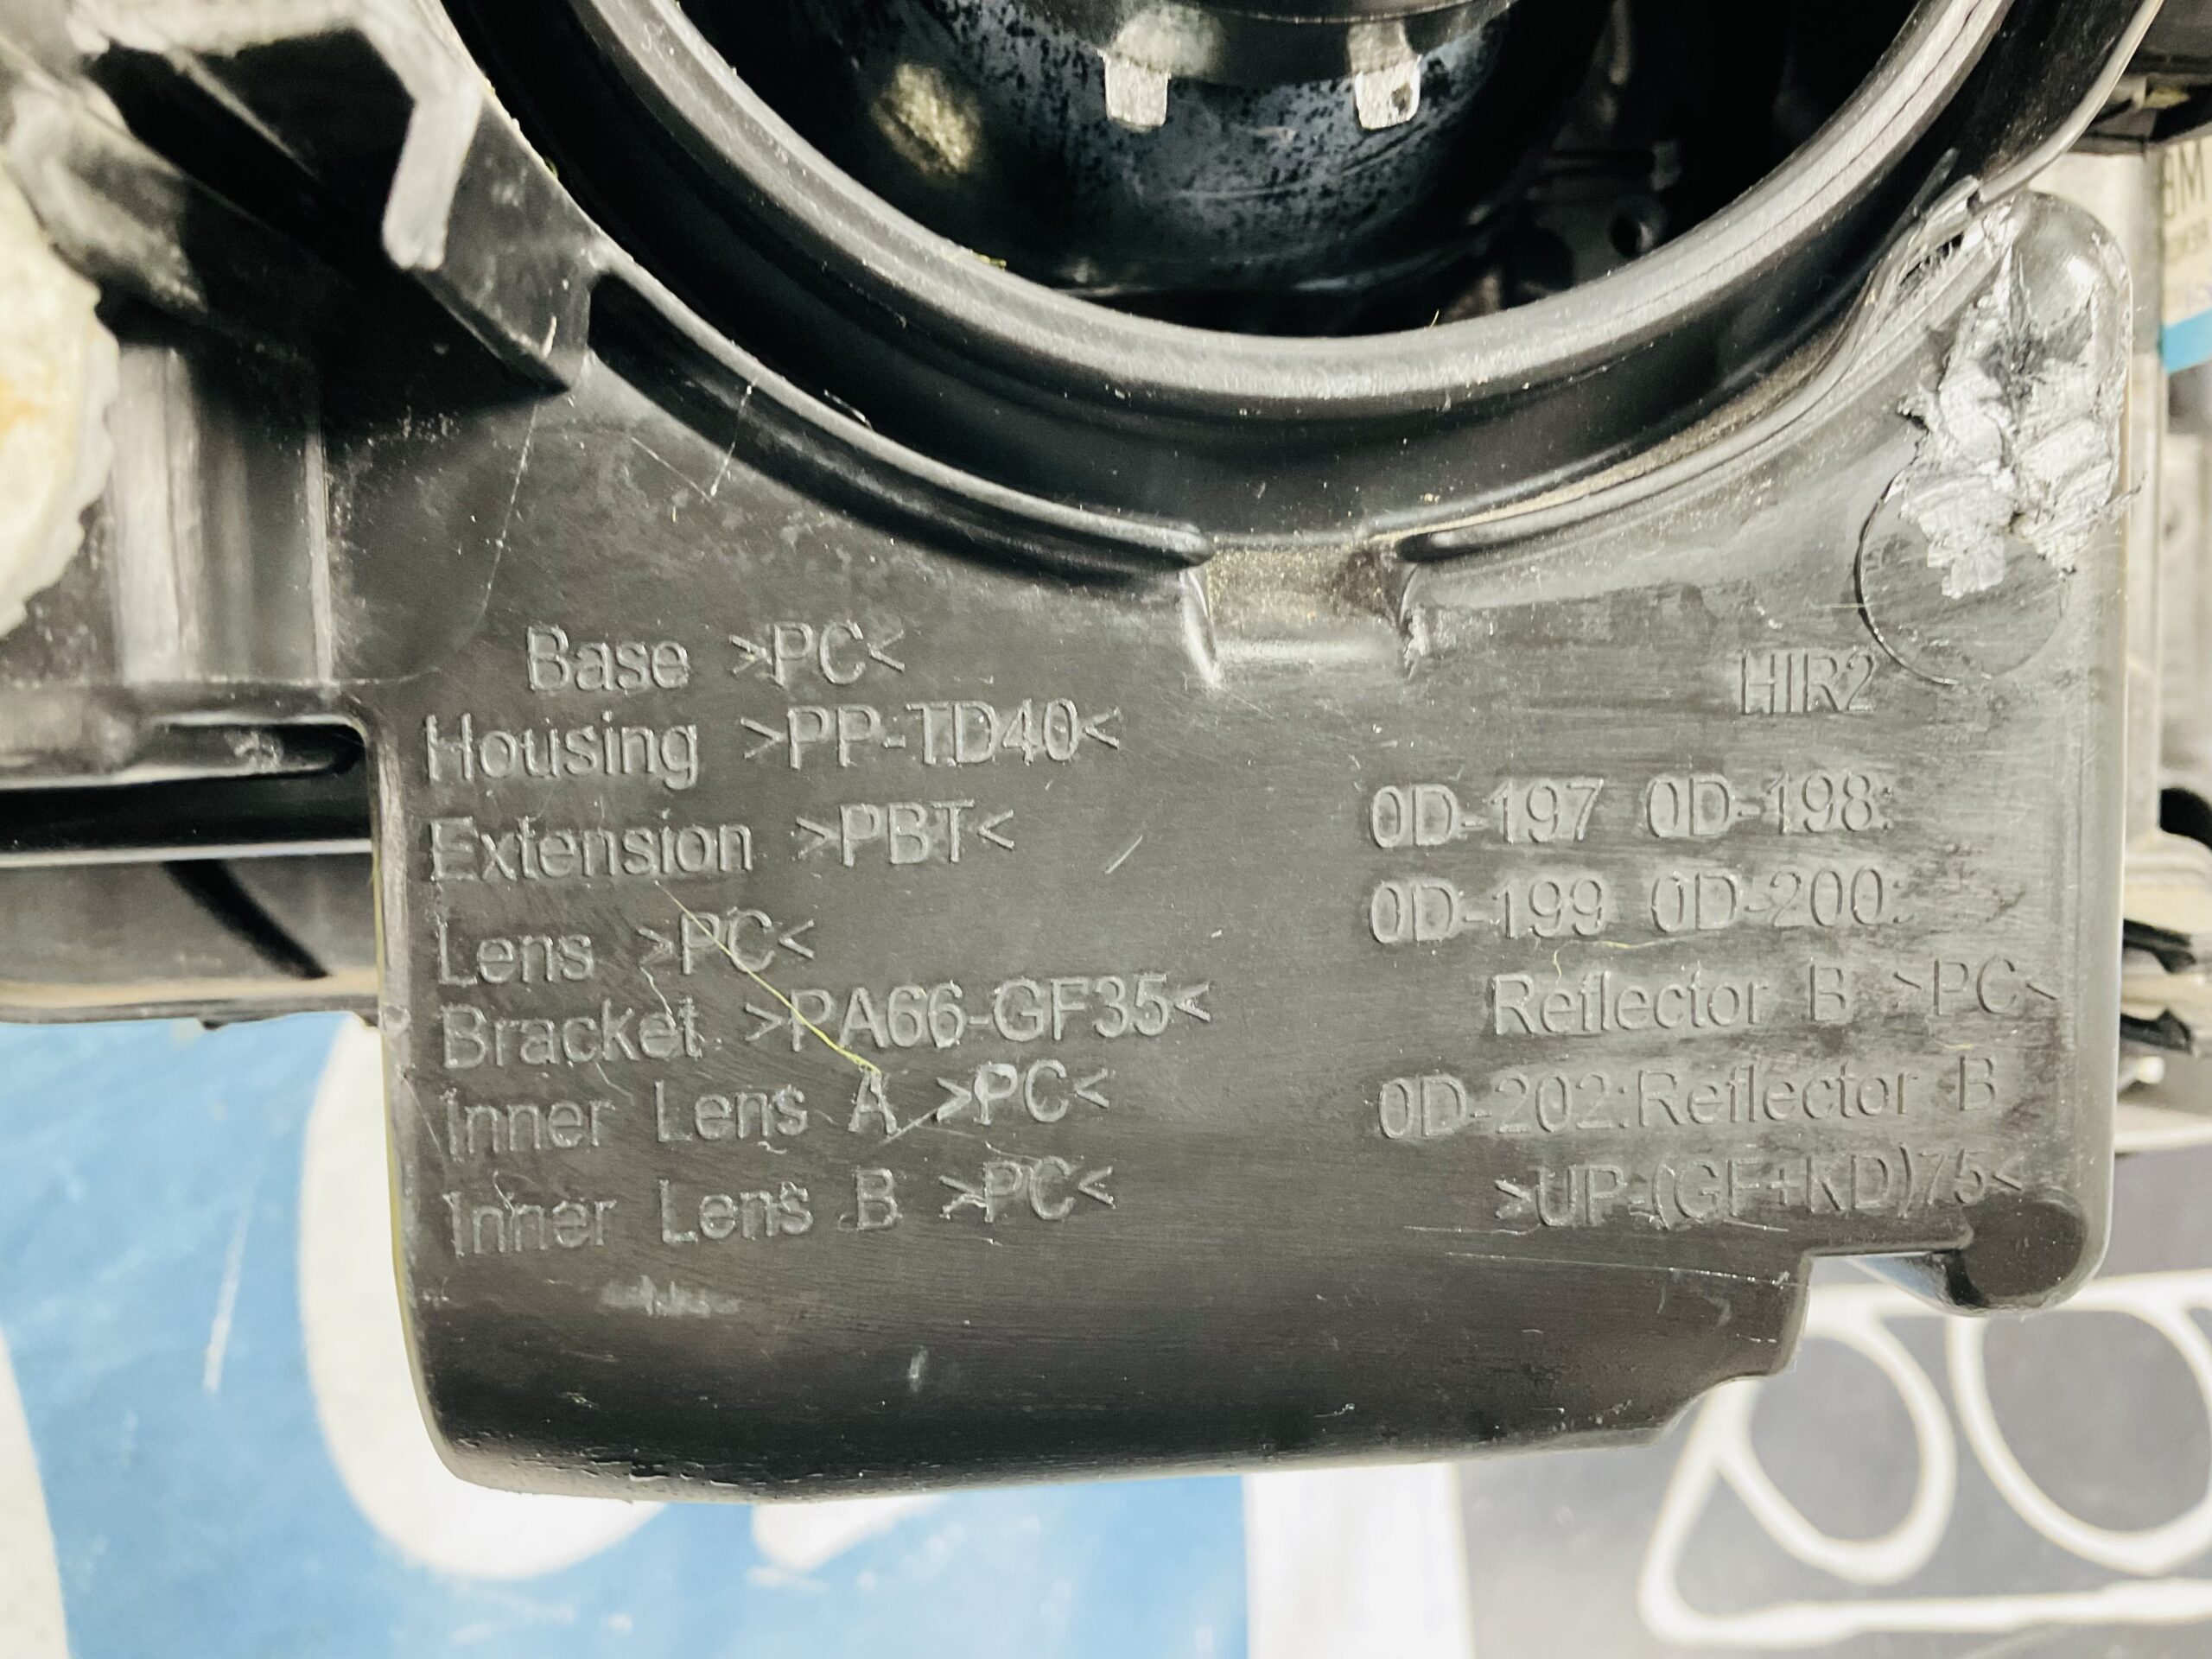 Base >PC<
Housing >PP-TD40<
Extension >PBT<
Lens >PC<
Bracket >PA66-GF35<
Inner Lens A >PC<
Inner Lens B >PC<
HIR2
0D-197 0D-198:
0D-199 0D-200:
Reflector B >PC<
0D-202:Reflector B
>UP-(GF+KD)75<